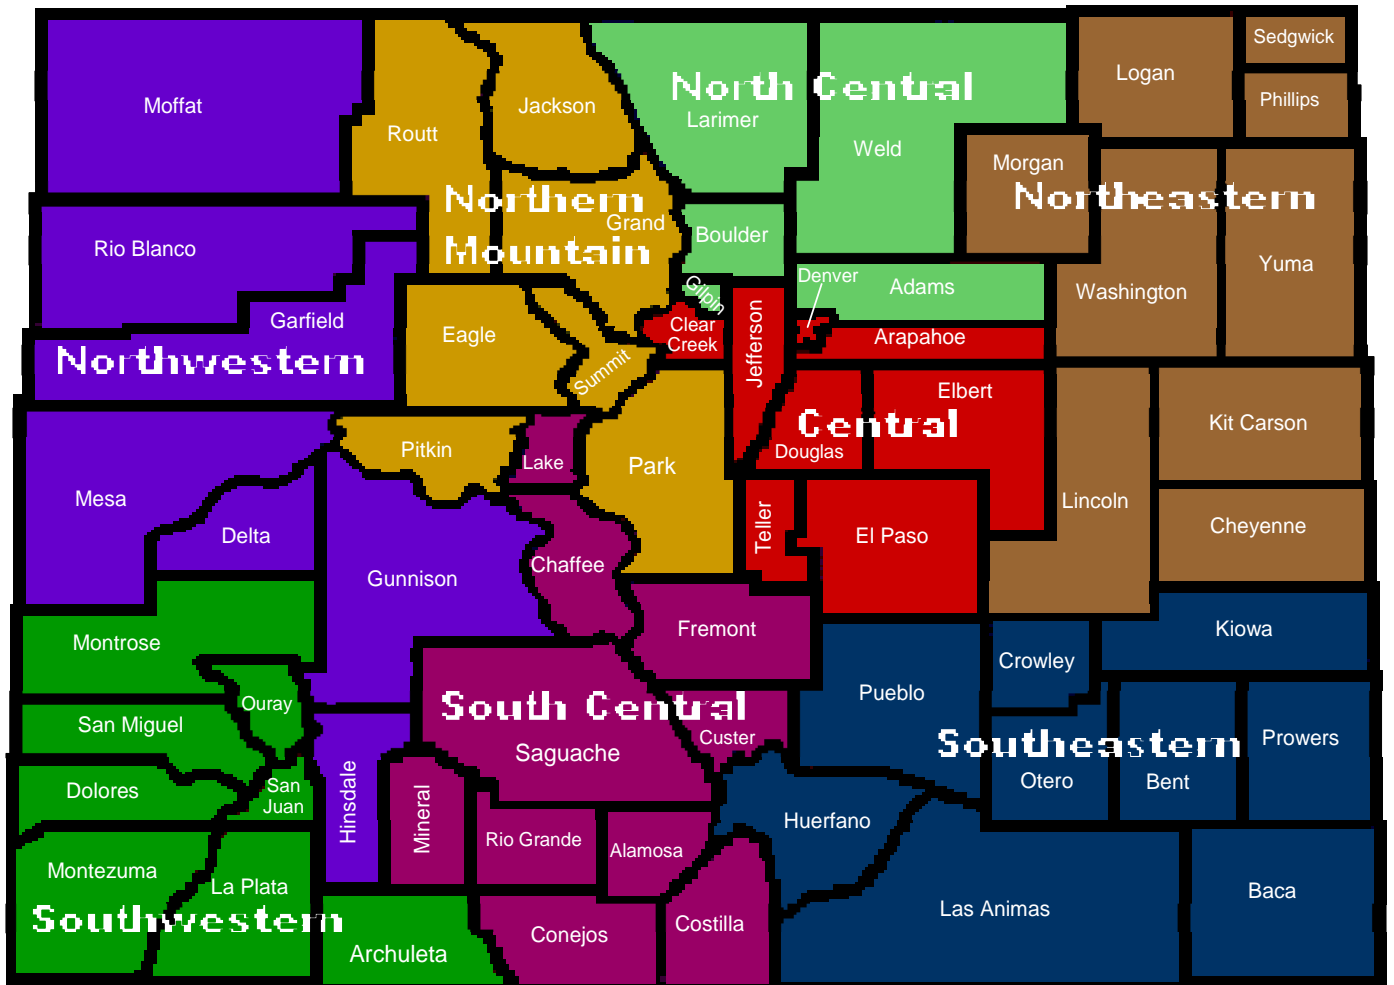 Sedgwick
Logan
Phillips
Moffat
Jackson
Routt
North Central
Larimer
Weld
Morgan
Northeastern
Northern
Mountain
Grand
Boulder
Rio Blanco
Yuma
Denver
Adams
Washington
Gilpin
Garfield
Eagle
Clear
Creek
Arapahoe
Northwestern
Summit
Jefferson
Elbert
Central
Douglas
Kit Carson
Pitkin
Lake
Park
Mesa
Lincoln
Delta
Teller
El Paso
Cheyenne
Gunnison
Chaffee
Montrose
Fremont
Kiowa
Crowley
Ouray
Pueblo
San Miguel
South Central
Custer
Saguache
Southeastern
Prowers
Otero
Bent
Dolores
San
Juan
Hinsdale
Mineral
Rio Grande
Alamosa
Huerfano
Montezuma
La Plata
Southwestern
Archuleta
Conejos
Costilla
Las Animas
Baca